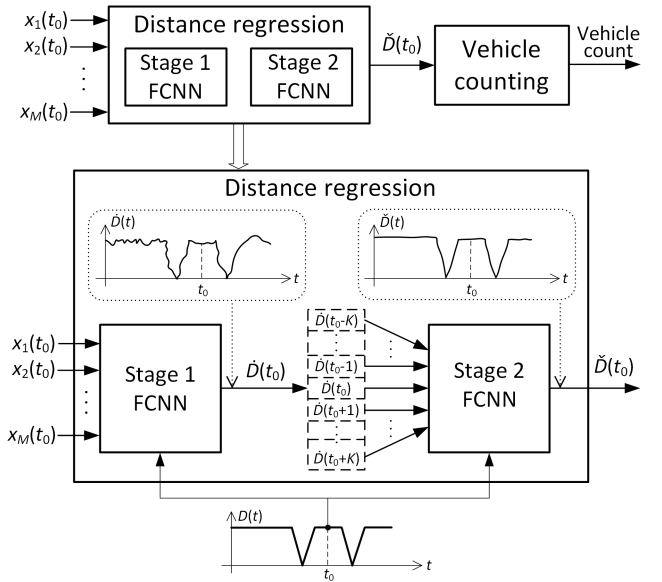 Distance regression
x₁(t₀)
x₂(t₀)
⋮
x_M(t₀)
Stage 1
FCNN
Stage 2
FCNN
Ď(t₀)
Vehicle
counting
Vehicle
count
Distance regression
Ḋ(t)
t₀
t
Ď(t)
t₀
t
x₁(t₀)
x₂(t₀)
⋮
x_M(t₀)
Stage 1
FCNN
Ḋ(t₀)
Ḋ(t₀-K)
⋮
Ḋ(t₀-1)
Ḋ(t₀)
Ḋ(t₀+1)
⋮
Ḋ(t₀+K)
Stage 2
FCNN
Ď(t₀)
D(t)
t₀
t